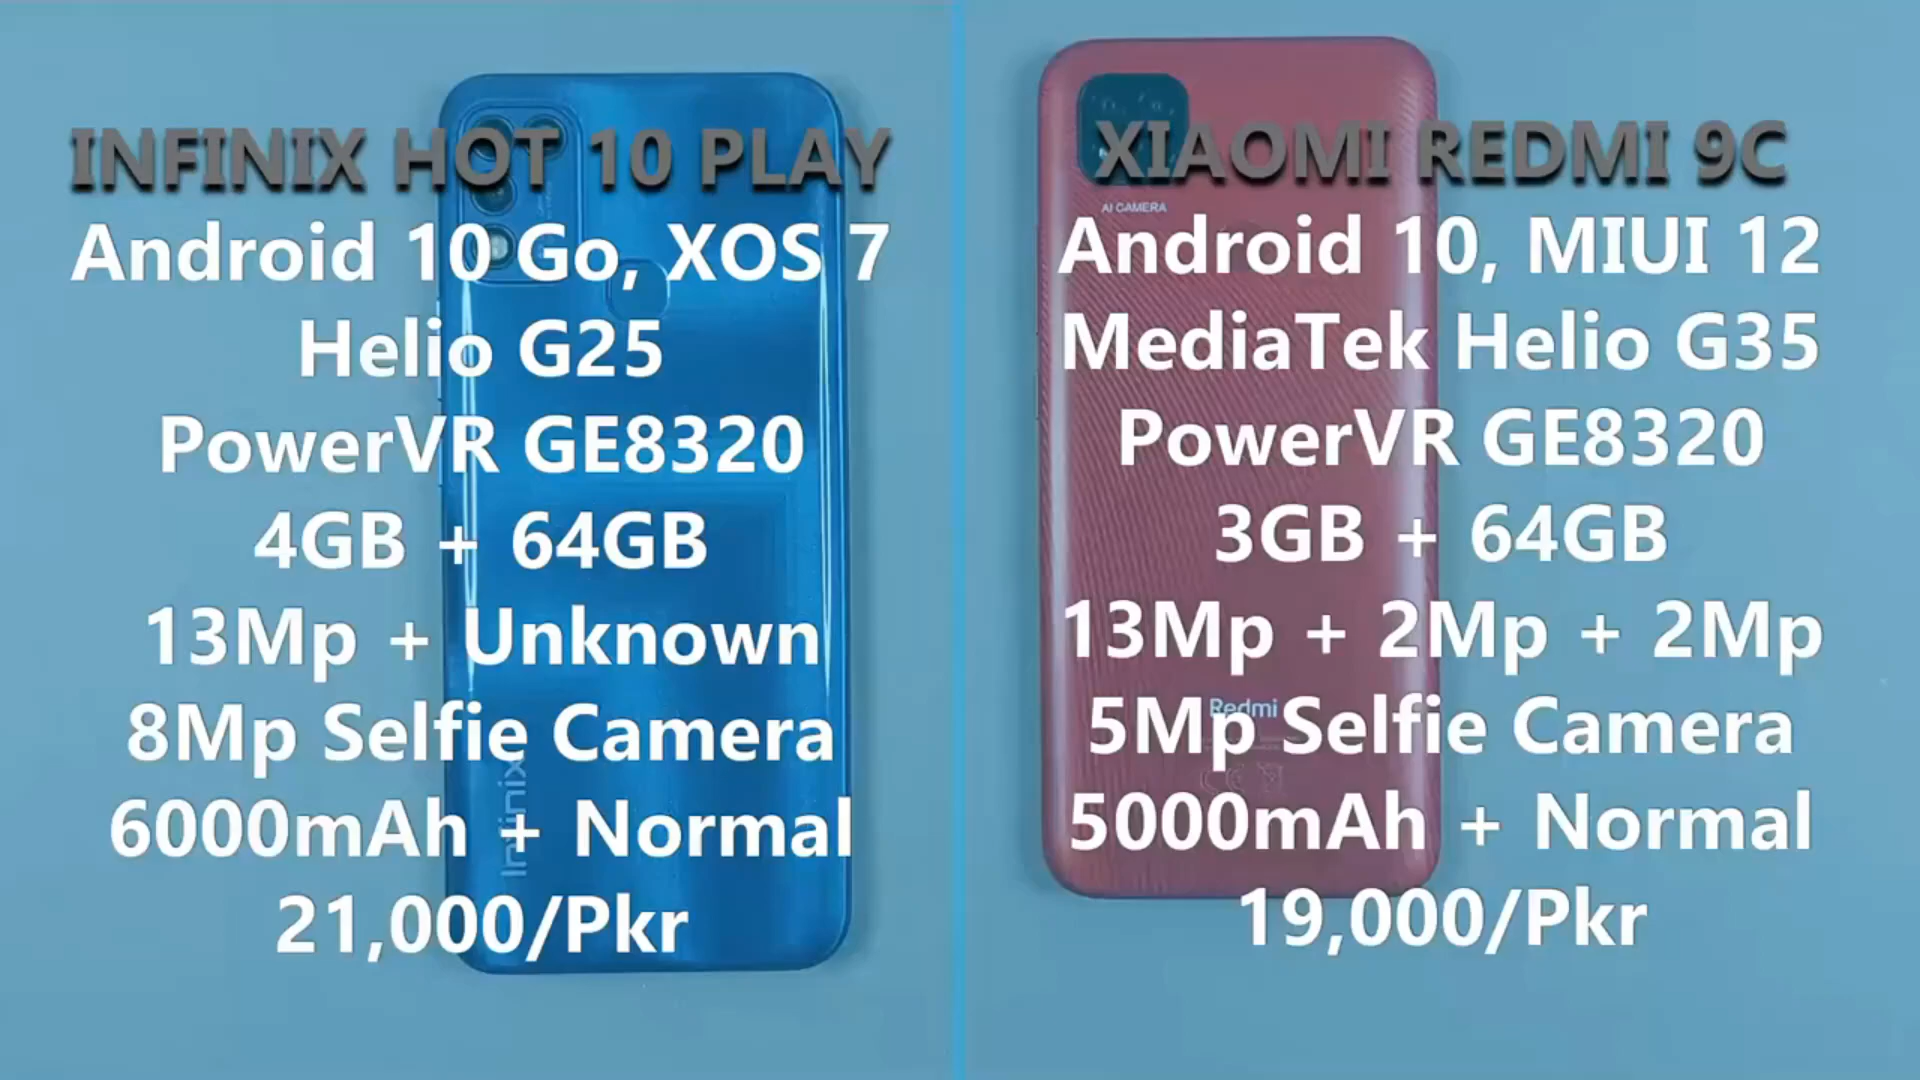 INFINIX HOT 10 PLAY
Android 10 Go, XOS 7
Helio G25
PowerVR GE8320
4GB + 64GB
13Mp + Unknown
8Mp Selfie Camera
6000mAh + Normal
21,000/Pkr
Infinix
XIAOMI REDMI 9C
AI CAMERA
Android 10, MIUI 12
MediaTek Helio G35
PowerVR GE8320
3GB + 64GB
13Mp + 2Mp + 2Mp
Redmi
5Mp Selfie Camera
5000mAh + Normal
19,000/Pkr